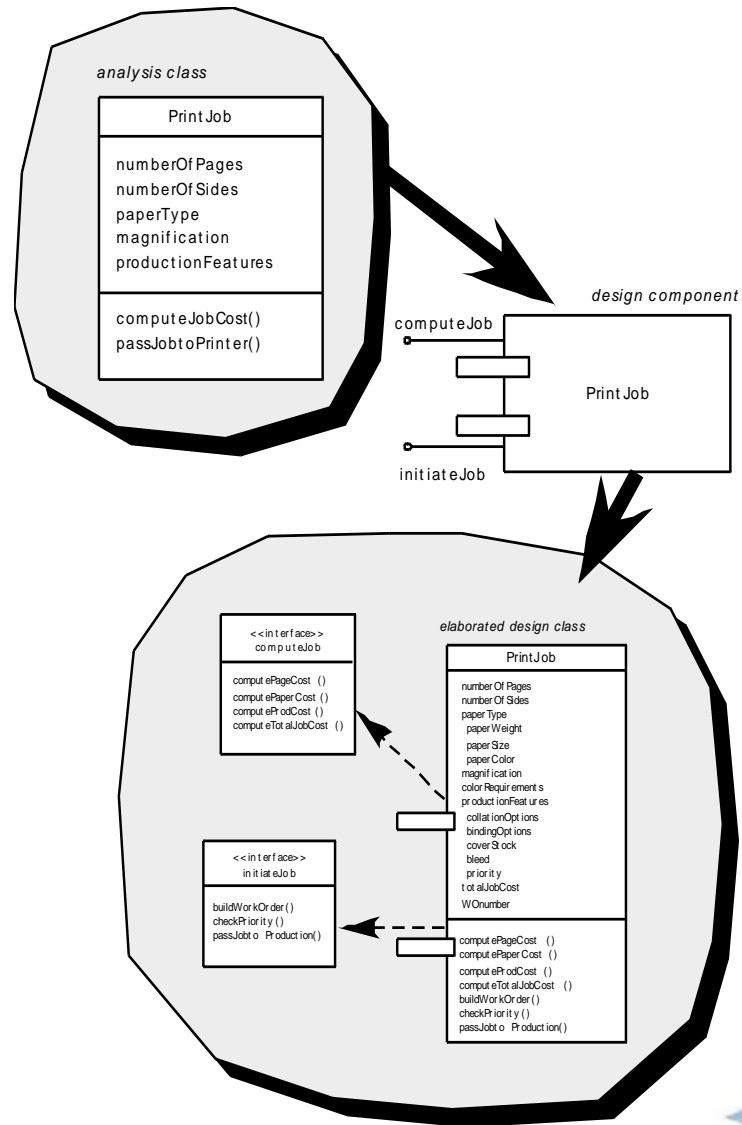 analysis class
PrintJob
numberOfPages
numberOfSides
paperType
magnification
productionFeatures
computeJobCost()
passJobtoPrinter()
design component
computeJob
PrintJob
initiateJob
elaborated design class
<<interface>>
computeJob
computePageCost ()
computePaperCost ()
computeProdCost ()
computeTotalJobCost ()
PrintJob
numberOfPages
numberOfSides
paperType
paperWeight
paperSize
paperColor
magnification
colorRequirements
productionFeatures
collationOptions
bindingOptions
coverStock
bleed
priority
totalJobCost
WOnumber
<<interface>>
initiateJob
buildWorkOrder ()
checkPriority ()
passJobto Production()
computePageCost ()
computePaperCost ()
computeProdCost ()
computeTotalJobCost ()
buildWorkOrder ()
checkPriority ()
passJobto Production()